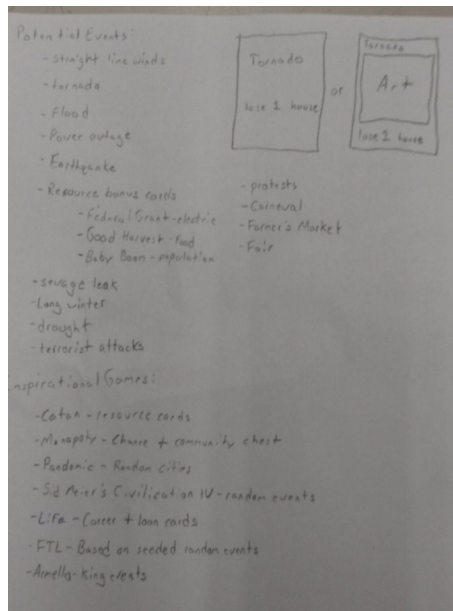 Potential Events:
- straight line winds
- tornado
- Flood
- Power outage
- Earthquake
- Resource bonus cards
- Federal Grant - electric
- Good Harvest - food
- Baby Boom - population
- sewage leak
- Long winter
- drought
- terrorist attacks
Tornado
lose 1 house
or
Tornado
Art
lose 1 house
- protests
- Carneval
- Farmer's Market
- Fair
Inspirational Games:
- Catan - resource cards
- Monopoly - Chance + community chest
- Pandemic - Random cities
- Sid Meier's Civilization IV - random events
- Life - Career + loan cards
- FTL - Based on seeded random events
- Armello - King events